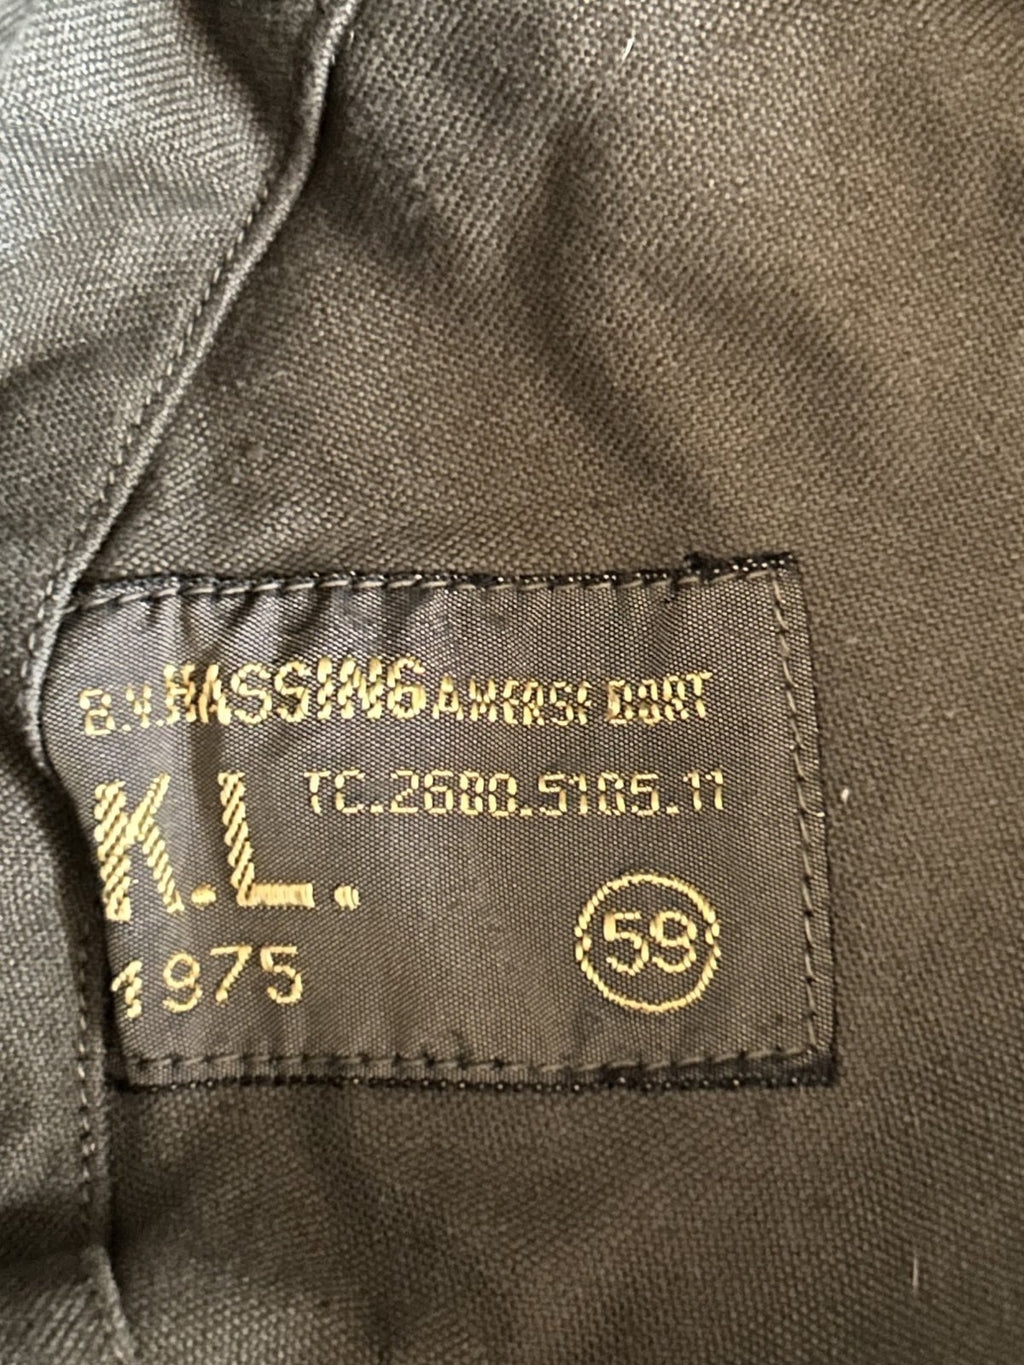 B.V. HASSING AMERSFOORT
K.L. TC.2680.5105.11
1975 59